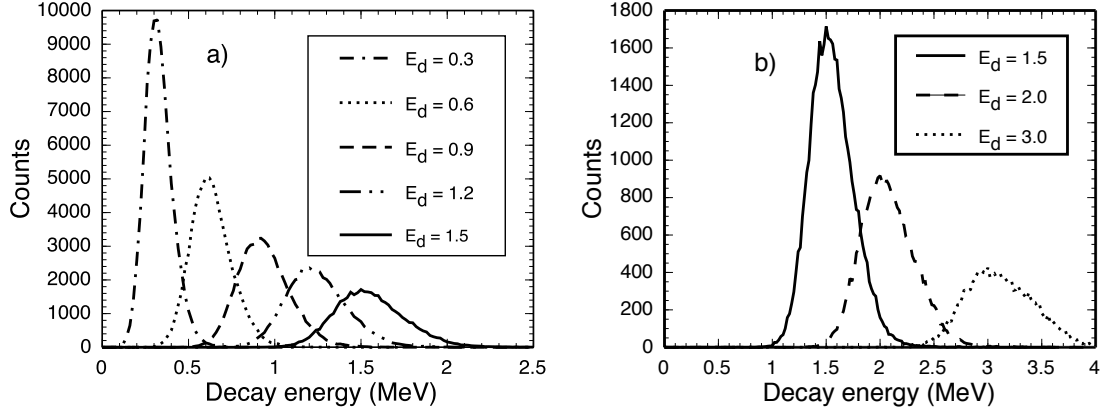 10000
9000
8000
7000
6000
5000
4000
3000
2000
1000
0
Counts
a)
E_d = 0.3
E_d = 0.6
E_d = 0.9
E_d = 1.2
E_d = 1.5
0 0.5 1 1.5 2 2.5
Decay energy (MeV)
1800
1600
1400
1200
1000
800
600
400
200
0
Counts
b)
E_d = 1.5
E_d = 2.0
E_d = 3.0
0 0.5 1 1.5 2 2.5 3 3.5 4
Decay energy (MeV)